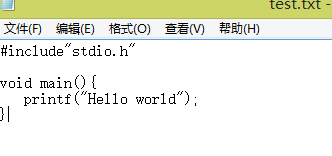 test.txt -
文件(F) 编辑(E) 格式(O) 查看(V) 帮助(H)
#include"stdio.h"
void main(){
   printf("Hello world");
}